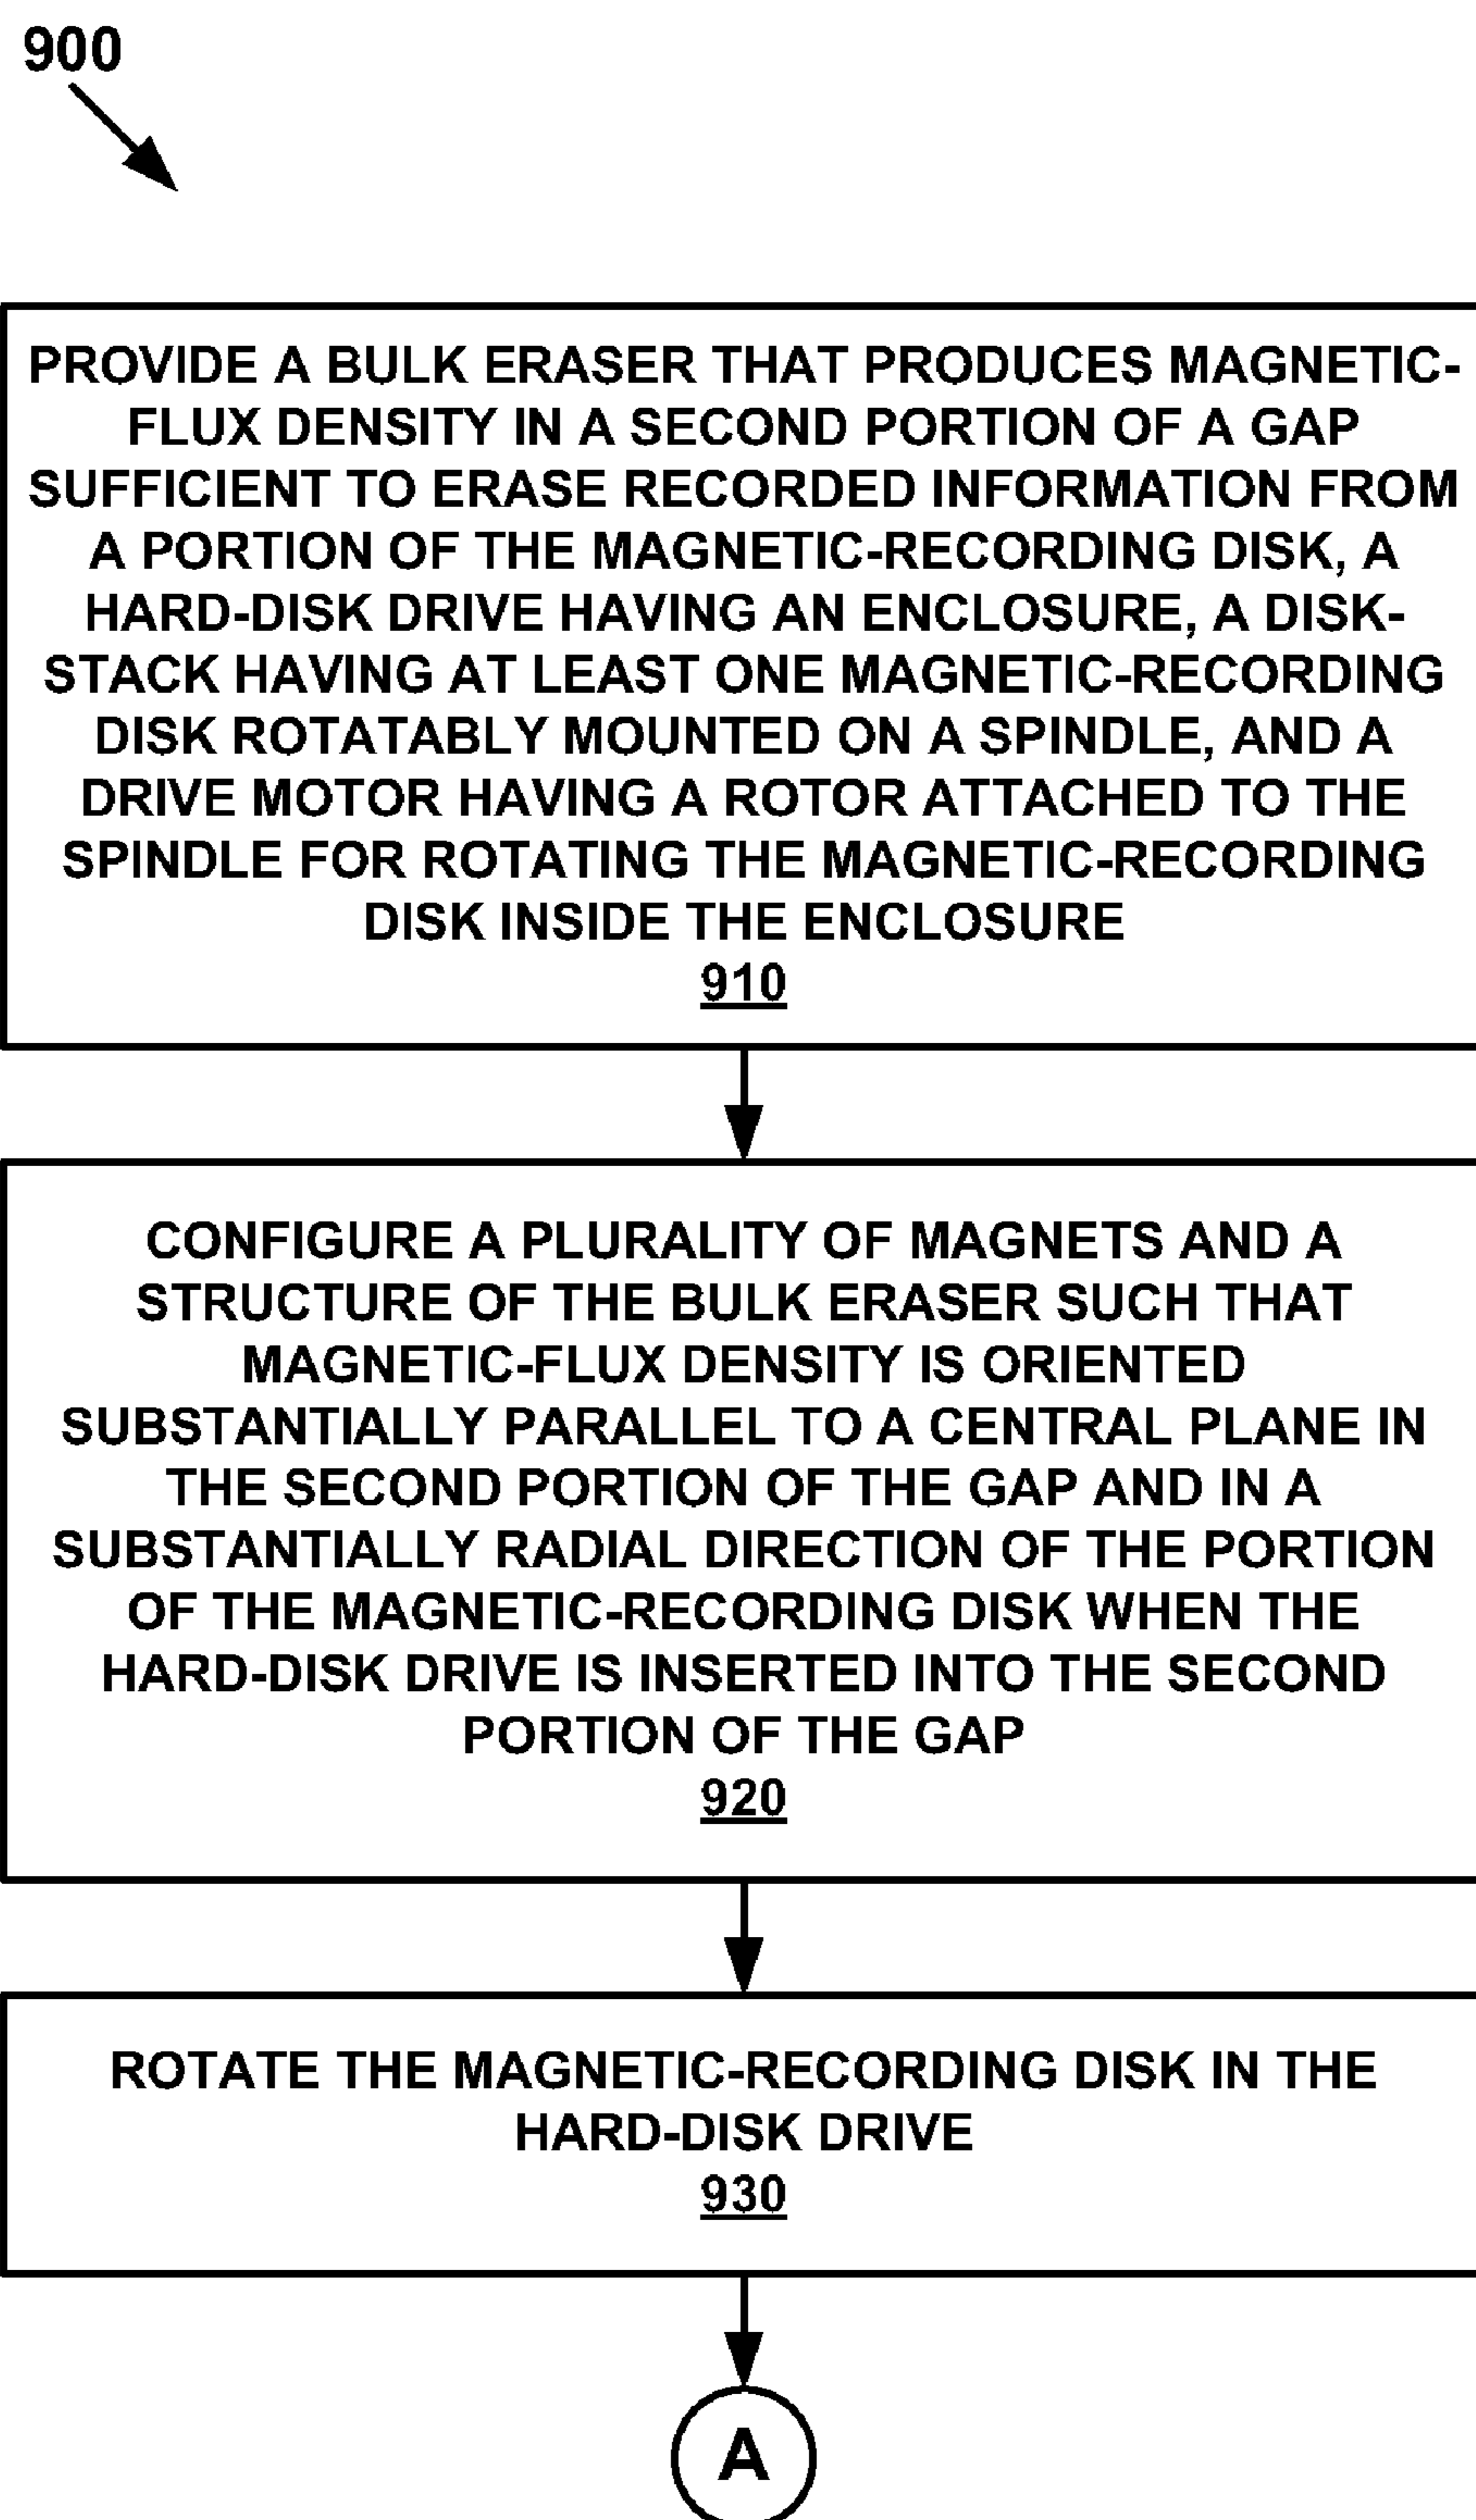 900
PROVIDE A BULK ERASER THAT PRODUCES MAGNETIC-
FLUX DENSITY IN A SECOND PORTION OF A GAP
SUFFICIENT TO ERASE RECORDED INFORMATION FROM
A PORTION OF THE MAGNETIC-RECORDING DISK, A
HARD-DISK DRIVE HAVING AN ENCLOSURE, A DISK-
STACK HAVING AT LEAST ONE MAGNETIC-RECORDING
DISK ROTATABLY MOUNTED ON A SPINDLE, AND A
DRIVE MOTOR HAVING A ROTOR ATTACHED TO THE
SPINDLE FOR ROTATING THE MAGNETIC-RECORDING
DISK INSIDE THE ENCLOSURE
910
CONFIGURE A PLURALITY OF MAGNETS AND A
STRUCTURE OF THE BULK ERASER SUCH THAT
MAGNETIC-FLUX DENSITY IS ORIENTED
SUBSTANTIALLY PARALLEL TO A CENTRAL PLANE IN
THE SECOND PORTION OF THE GAP AND IN A
SUBSTANTIALLY RADIAL DIRECTION OF THE PORTION
OF THE MAGNETIC-RECORDING DISK WHEN THE
HARD-DISK DRIVE IS INSERTED INTO THE SECOND
PORTION OF THE GAP
920
ROTATE THE MAGNETIC-RECORDING DISK IN THE
HARD-DISK DRIVE
930
A